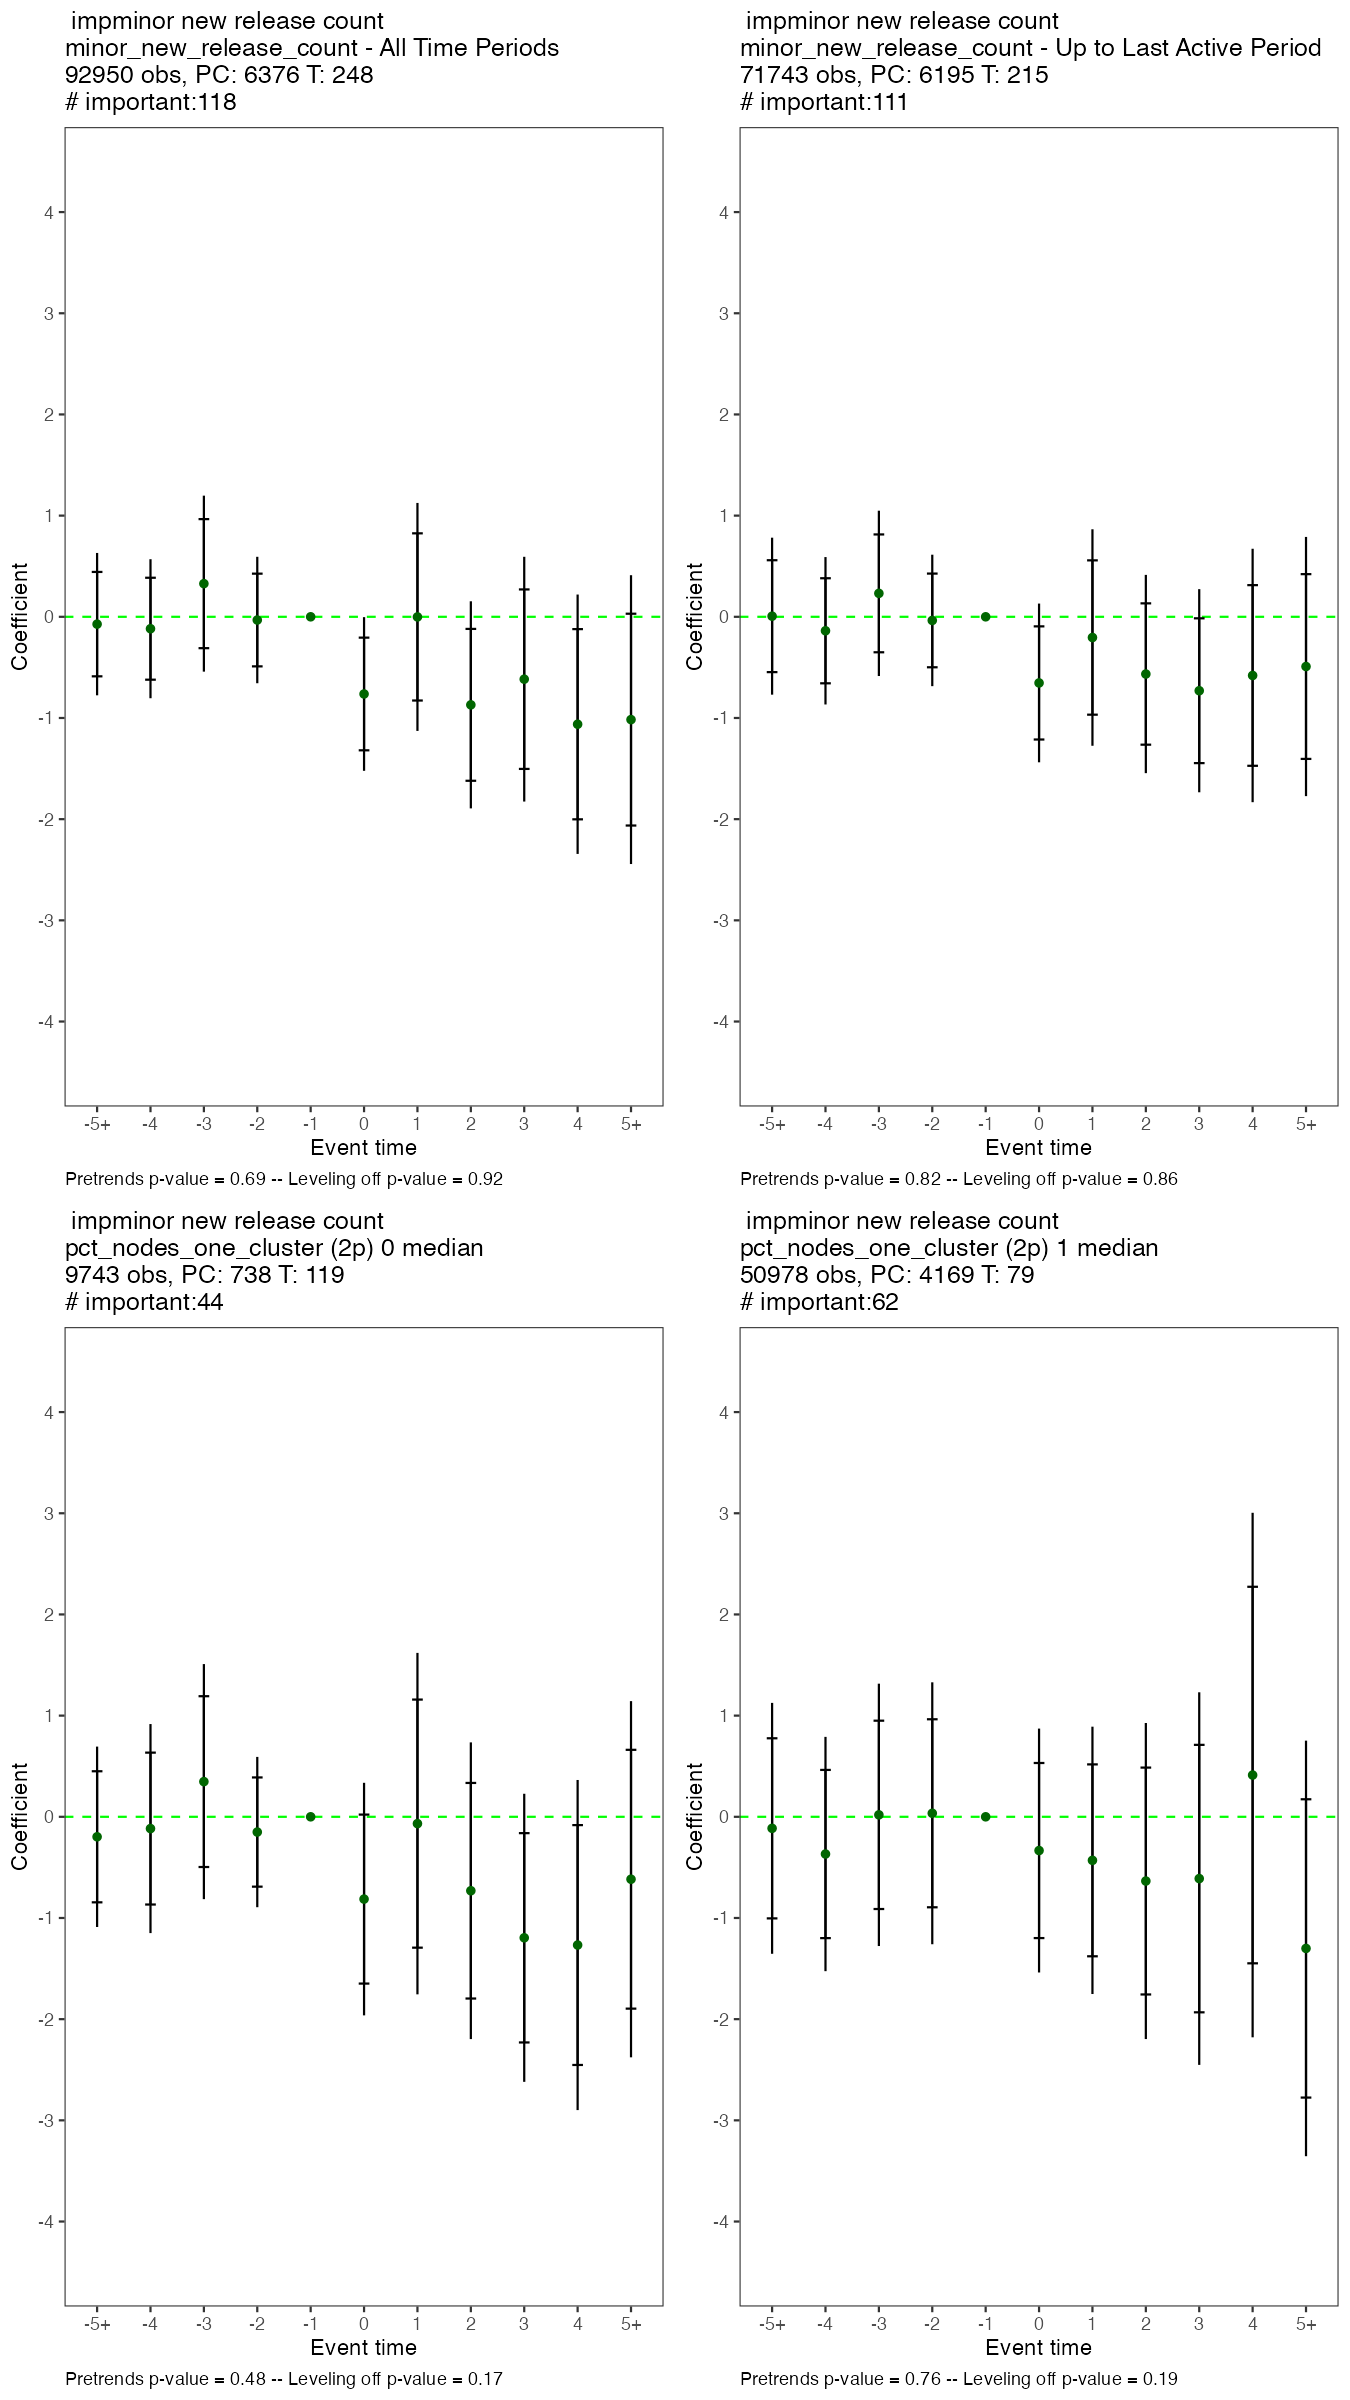 impminor new release count
minor_new_release_count - All Time Periods
92950 obs, PC: 6376 T: 248
# important:118
4
3
2
1
0
-1
-2
-3
-4
Coefficient
-5+ -4 -3 -2 -1 0 1 2 3 4 5+
Event time
Pretrends p-value = 0.69 -- Leveling off p-value = 0.92
impminor new release count
minor_new_release_count - Up to Last Active Period
71743 obs, PC: 6195 T: 215
# important:111
4
3
2
1
0
-1
-2
-3
-4
Coefficient
-5+ -4 -3 -2 -1 0 1 2 3 4 5+
Event time
Pretrends p-value = 0.82 -- Leveling off p-value = 0.86
impminor new release count
pct_nodes_one_cluster (2p) 0 median
9743 obs, PC: 738 T: 119
# important:44
4
3
2
1
0
-1
-2
-3
-4
Coefficient
-5+ -4 -3 -2 -1 0 1 2 3 4 5+
Event time
Pretrends p-value = 0.48 -- Leveling off p-value = 0.17
impminor new release count
pct_nodes_one_cluster (2p) 1 median
50978 obs, PC: 4169 T: 79
# important:62
4
3
2
1
0
-1
-2
-3
-4
Coefficient
-5+ -4 -3 -2 -1 0 1 2 3 4 5+
Event time
Pretrends p-value = 0.76 -- Leveling off p-value = 0.19